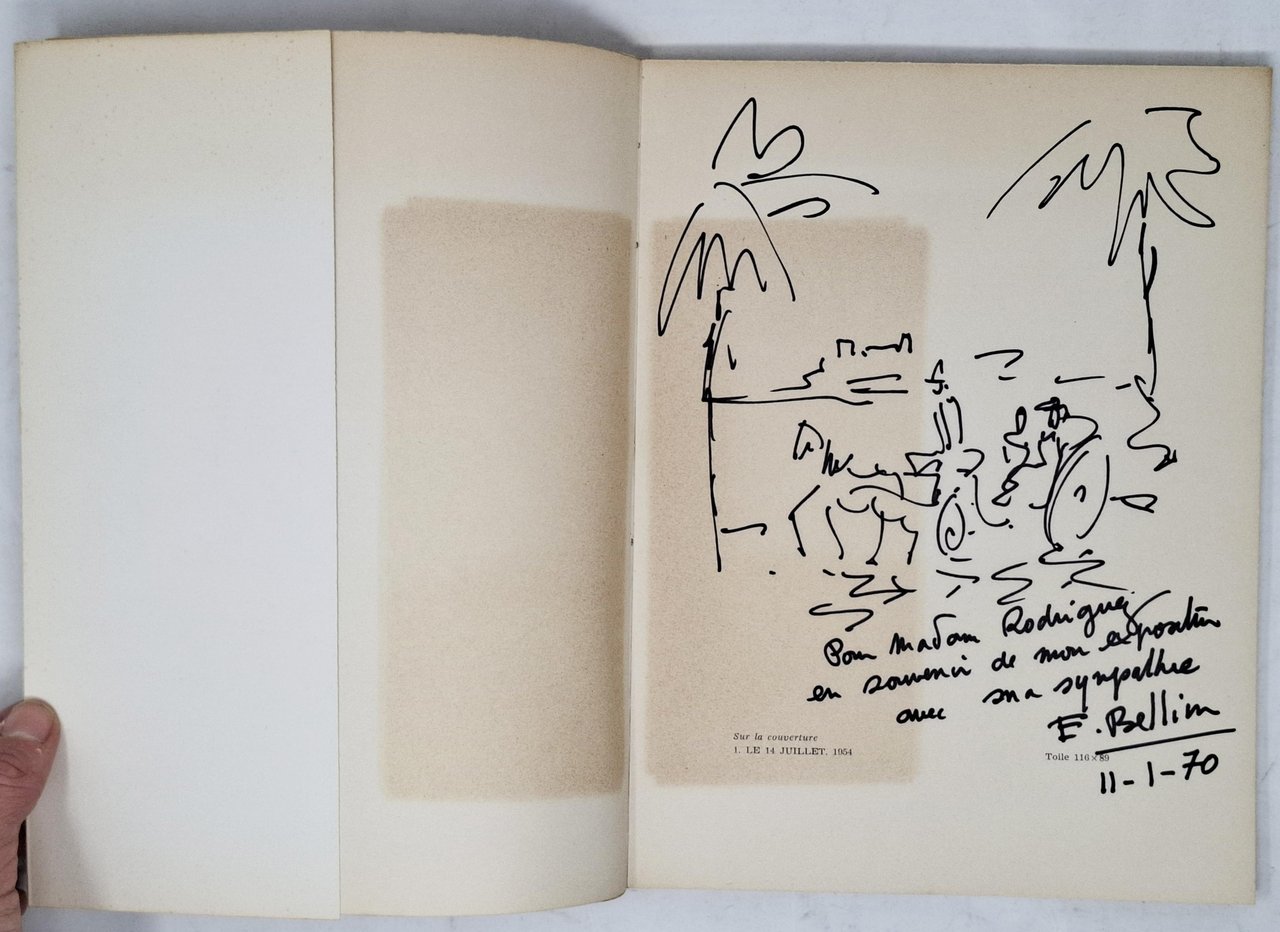 Pour Madame Rodriguez
en souvenir de mon exposition
avec ma sympathie
E. Bellini
11-1-70
Sur la couverture
1. LE 14 JUILLET, 1954 Toile 116 × 89